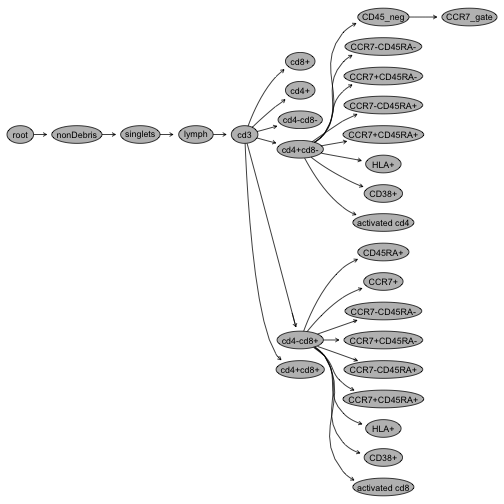 CD45_neg
CCR7_gate
CCR7-CD45RA-
cd8+
CCR7+CD45RA-
cd4+
CCR7-CD45RA+
cd4-cd8-
root
nonDebris
singlets
lymph
cd3
CCR7+CD45RA+
cd4+cd8-
HLA+
CD38+
activated cd4
CD45RA+
CCR7+
CCR7-CD45RA-
cd4-cd8+
CCR7+CD45RA-
cd4+cd8+
CCR7-CD45RA+
CCR7+CD45RA+
HLA+
CD38+
activated cd8